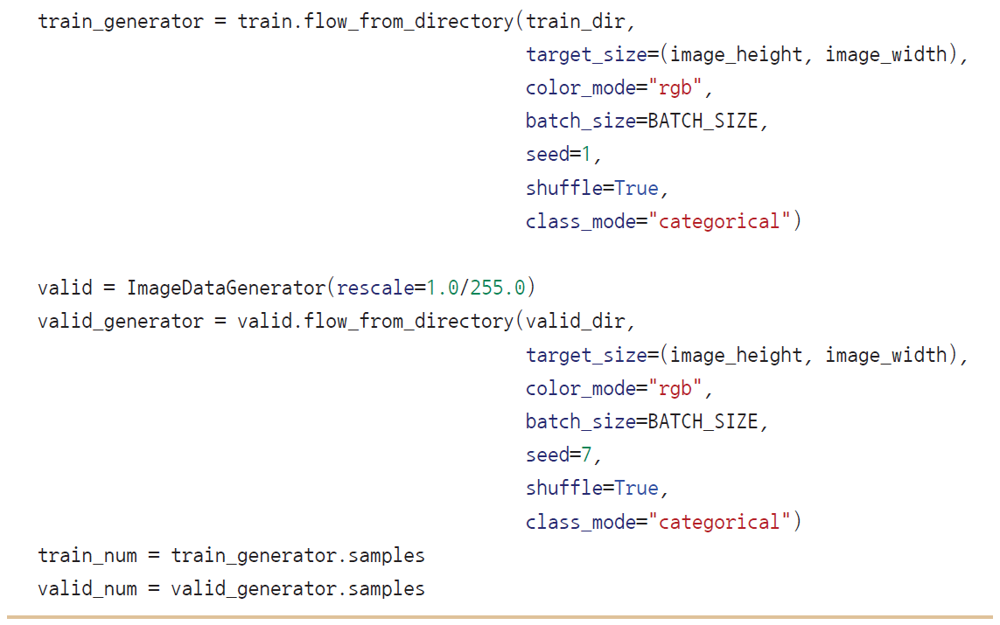 train_generator = train.flow_from_directory(train_dir,
target_size=(image_height, image_width),
color_mode="rgb",
batch_size=BATCH_SIZE,
seed=1,
shuffle=True,
class_mode="categorical")
valid = ImageDataGenerator(rescale=1.0/255.0)
valid_generator = valid.flow_from_directory(valid_dir,
target_size=(image_height, image_width),
color_mode="rgb",
batch_size=BATCH_SIZE,
seed=7,
shuffle=True,
class_mode="categorical")
train_num = train_generator.samples
valid_num = valid_generator.samples